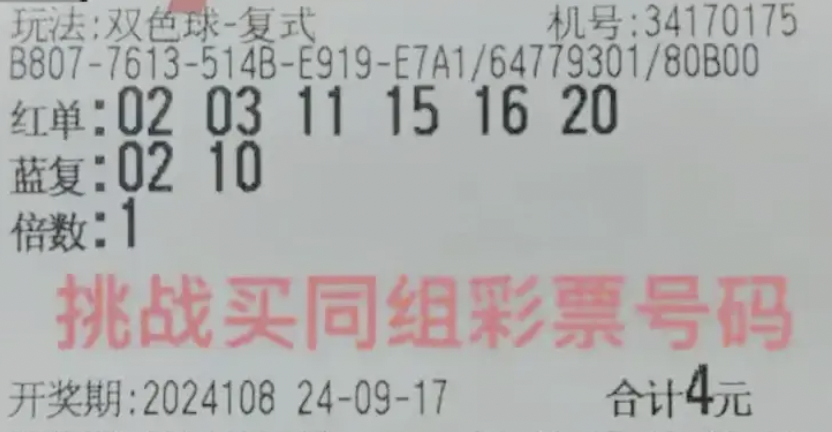 玩法:双色球-复式 机号:34170175
B807-7613-514B-E919-E7A1/64779301/80B00
红单:02 03 11 15 16 20
蓝复:02 10
倍数:1
挑战买同组彩票号码
开奖期:2024108 24-09-17 合计4元